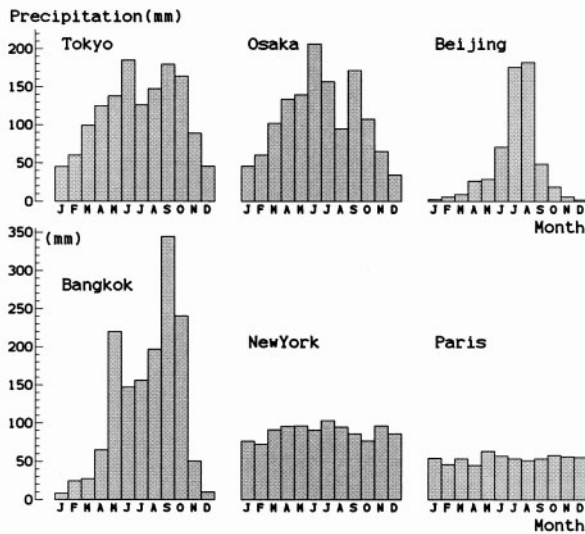 Precipitation(mm)
Tokyo
Osaka
Beijing
200
150
100
50
0
J F M A M J J A S O N D
J F M A M J J A S O N D
J F M A M J J A S O N D
Month
350
(mm)
Bangkok
NewYork
Paris
300
250
200
150
100
50
0
J F M A M J J A S O N D
J F M A M J J A S O N D
J F M A M J J A S O N D
Month